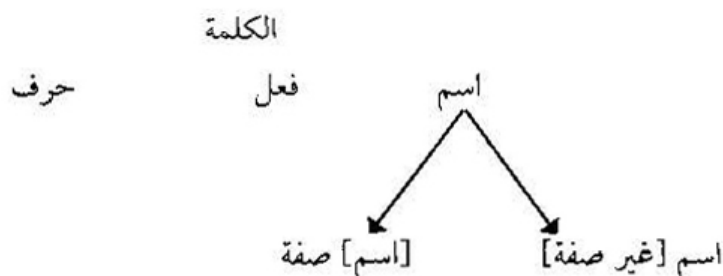 الكلمة
اسم فعل حرف
اسم [غير صفة] [اسم] صفة